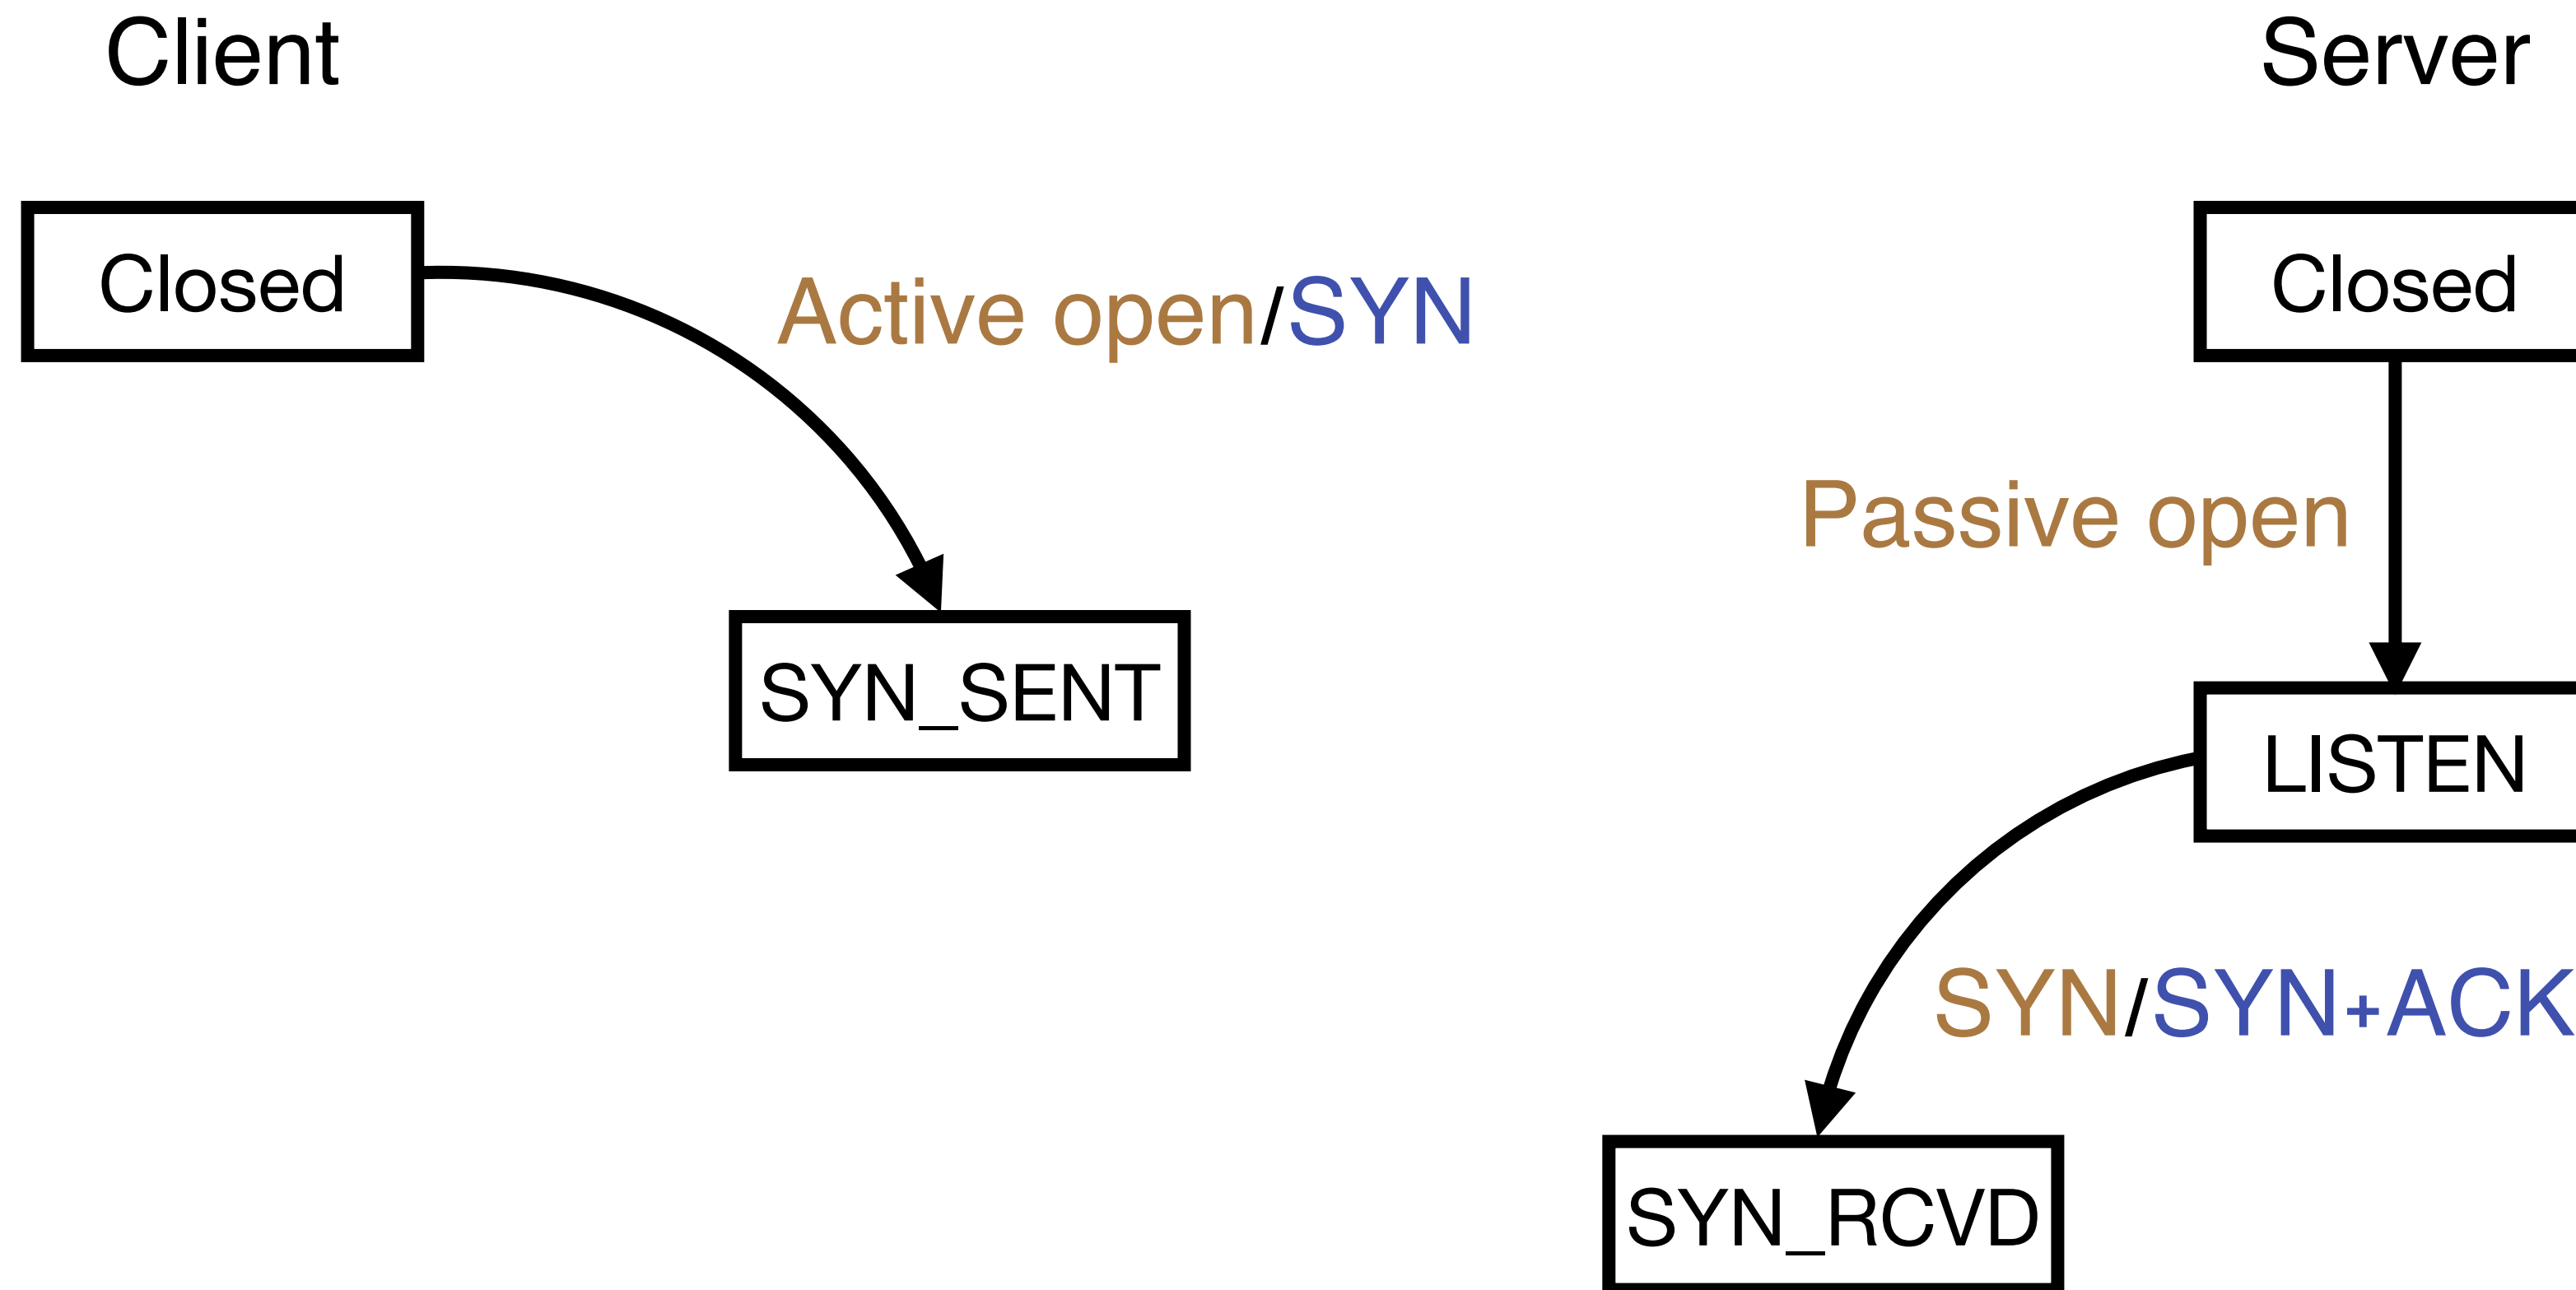 Client
Server
Closed
Closed
Active open/SYN
Passive open
SYN_SENT
LISTEN
SYN/SYN+ACK
SYN_RCVD